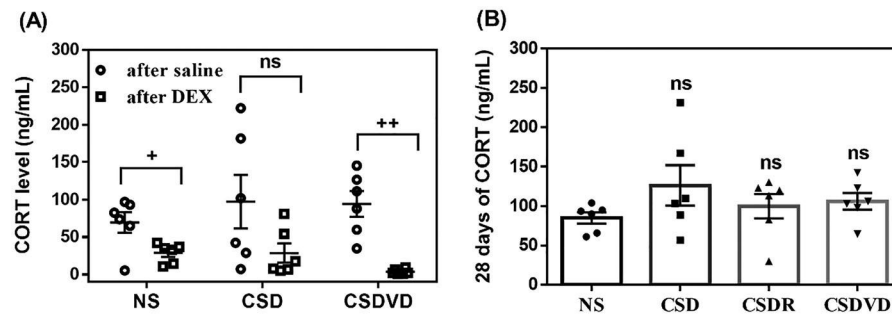 (A)
CORT level (ng/mL)
300
250
200
150
100
50
0
after saline
after DEX
+
ns
++
NS
CSD
CSDVD
(B)
28 days of CORT (ng/mL)
300
250
200
150
100
50
0
ns
ns
ns
NS
CSD
CSDR
CSDVD